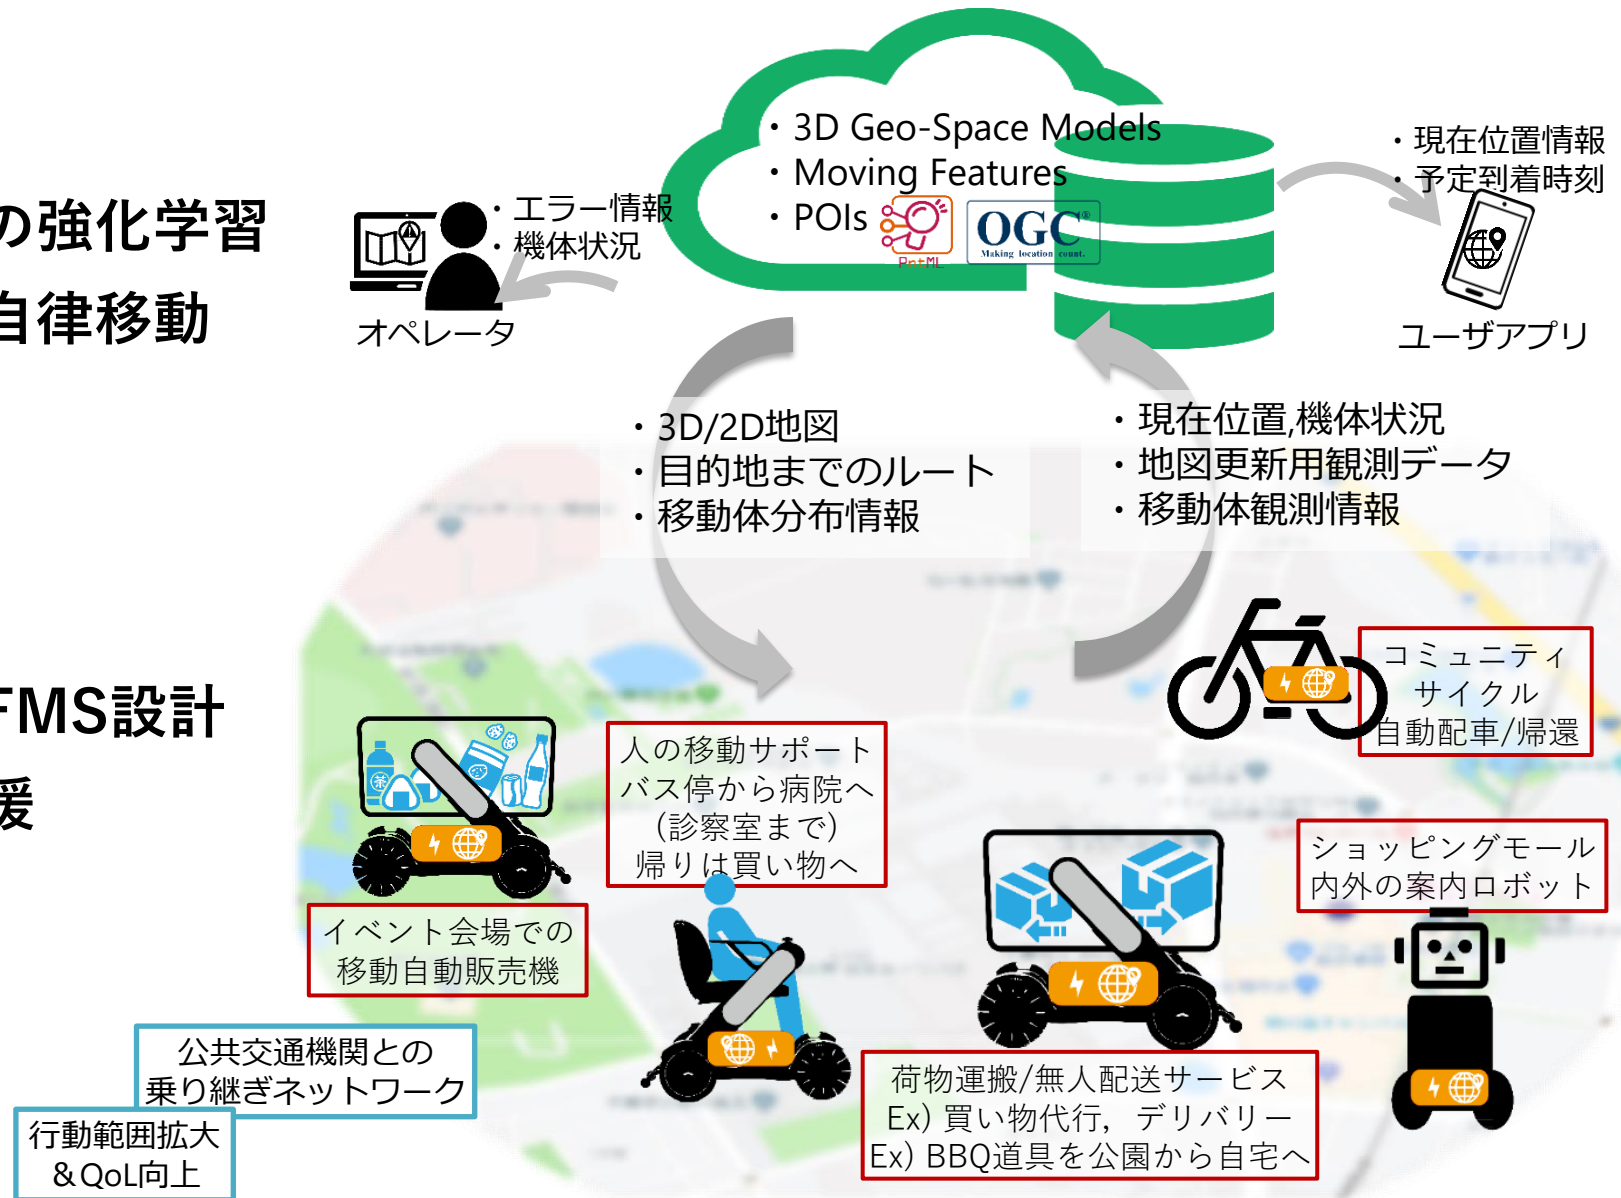 ・3D Geo-Space Models
・Moving Features
・POIs
PntML
OGC®
Making location count.
・現在位置情報
・予定到着時刻
ユーザアプリ
・エラー情報
・機体状況
オペレータ
の強化学習
自律移動
・3D/2D地図
・目的地までのルート
・移動体分布情報
・現在位置,機体状況
・地図更新用観測データ
・移動体観測情報
FMS設計
援
コミュニティ
サイクル
自動配車/帰還
人の移動サポート
バス停から病院へ
(診察室まで)
帰りは買い物へ
茶
イベント会場での
移動自動販売機
ショッピングモール
内外の案内ロボット
荷物運搬/無人配送サービス
Ex) 買い物代行，デリバリー
Ex) BBQ道具を公園から自宅へ
公共交通機関との
乗り継ぎネットワーク
行動範囲拡大
＆QoL向上